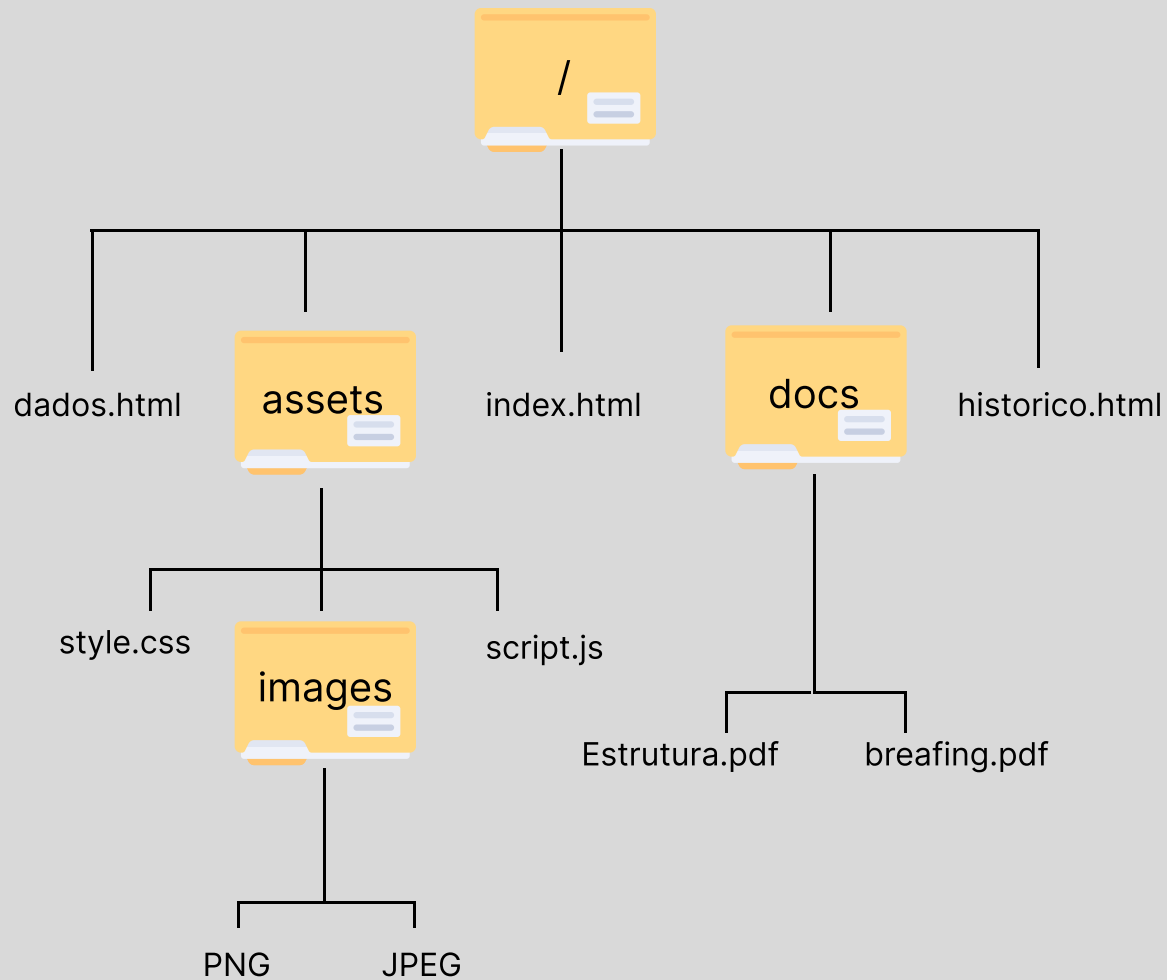 /
dados.html
assets
index.html
docs
historico.html
style.css
images
script.js
Estrutura.pdf
breafing.pdf
PNG
JPEG